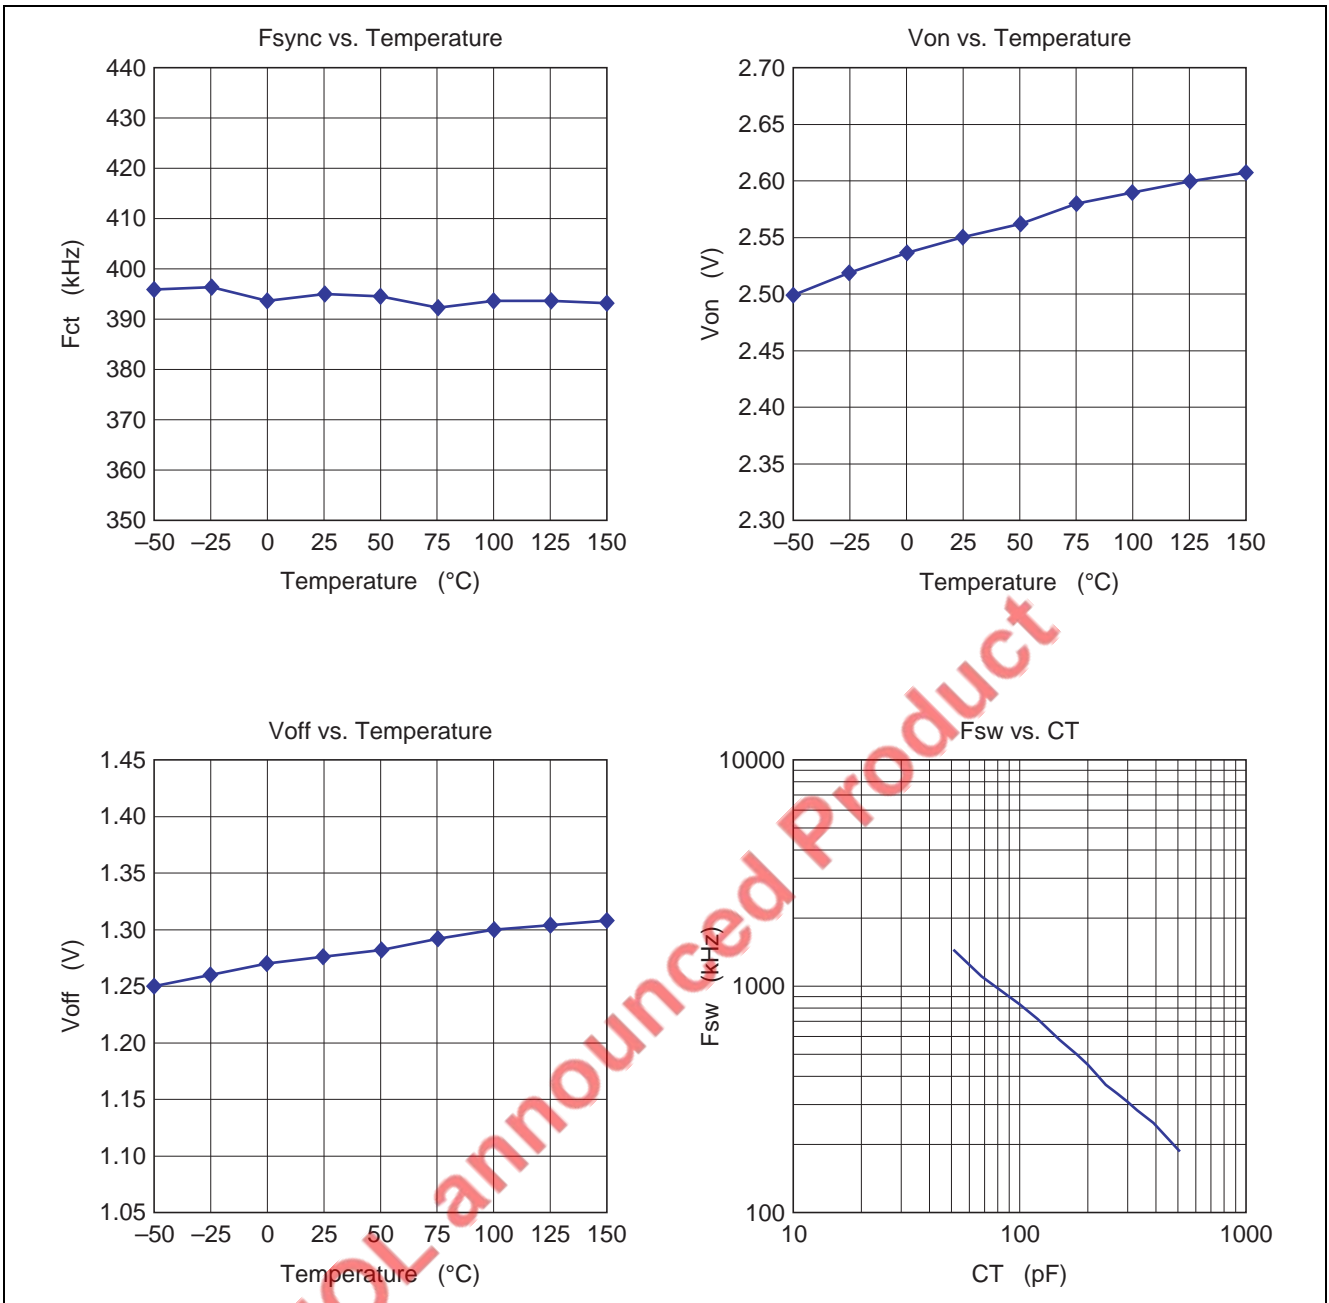 Fsync vs. Temperature
440
430
420
410
400
390
380
370
360
350
Fct (kHz)
–50 –25 0 25 50 75 100 125 150
Temperature (°C)
Von vs. Temperature
2.70
2.65
2.60
2.55
2.50
2.45
2.40
2.35
2.30
Von (V)
–50 –25 0 25 50 75 100 125 150
Temperature (°C)
Voff vs. Temperature
1.45
1.40
1.35
1.30
1.25
1.20
1.15
1.10
1.05
Voff (V)
–50 –25 0 25 50 75 100 125 150
Temperature (°C)
Fsw vs. CT
10000
1000
100
Fsw (kHz)
10 100 1000
CT (pF)
OL announced Product